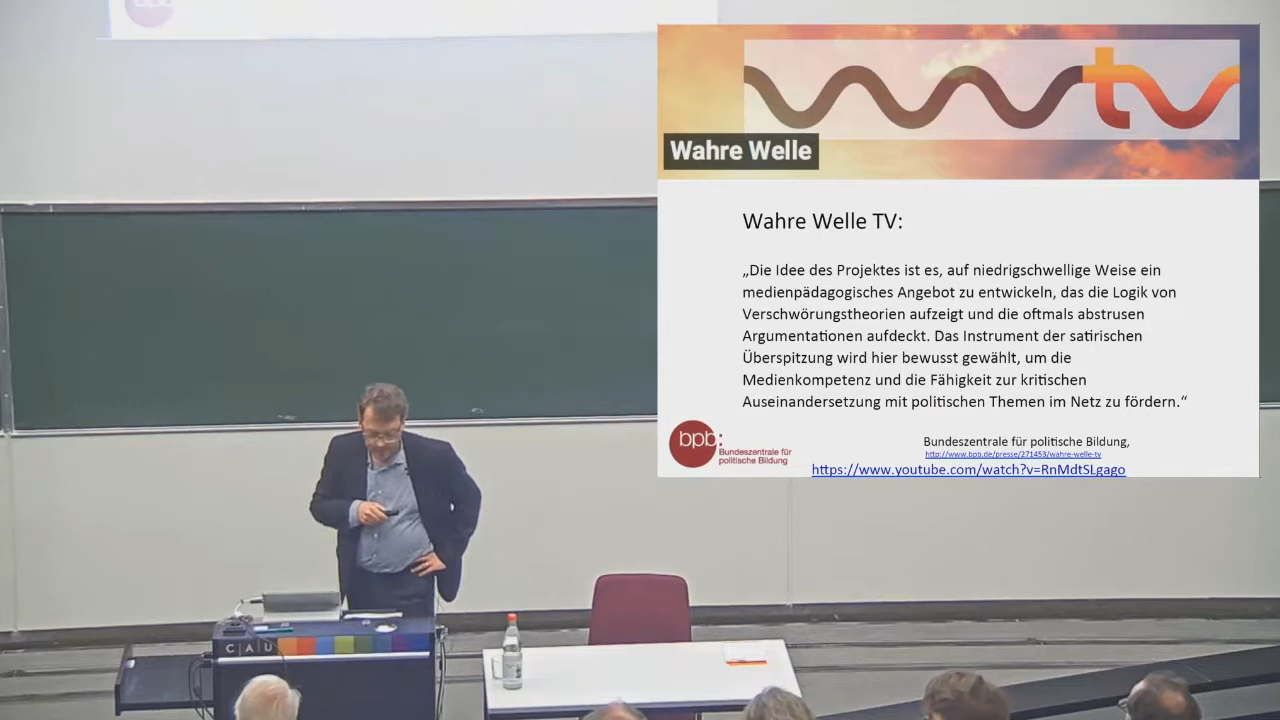 bpb:
wwtv
Wahre Welle
Wahre Welle TV:
„Die Idee des Projektes ist es, auf niedrigschwellige Weise ein
medienpädagogisches Angebot zu entwickeln, das die Logik von
Verschwörungstheorien aufzeigt und die oftmals abstrusen
Argumentationen aufdeckt. Das Instrument der satirischen
Überspitzung wird hier bewusst gewählt, um die
Medienkompetenz und die Fähigkeit zur kritischen
Auseinandersetzung mit politischen Themen im Netz zu fördern.“
bpb:
Bundeszentrale für
politische Bildung
Bundeszentrale für politische Bildung,
http://www.bpb.de/presse/271453/wahre-welle-tv
https://www.youtube.com/watch?v=RnMdtSLgago
C|A|U